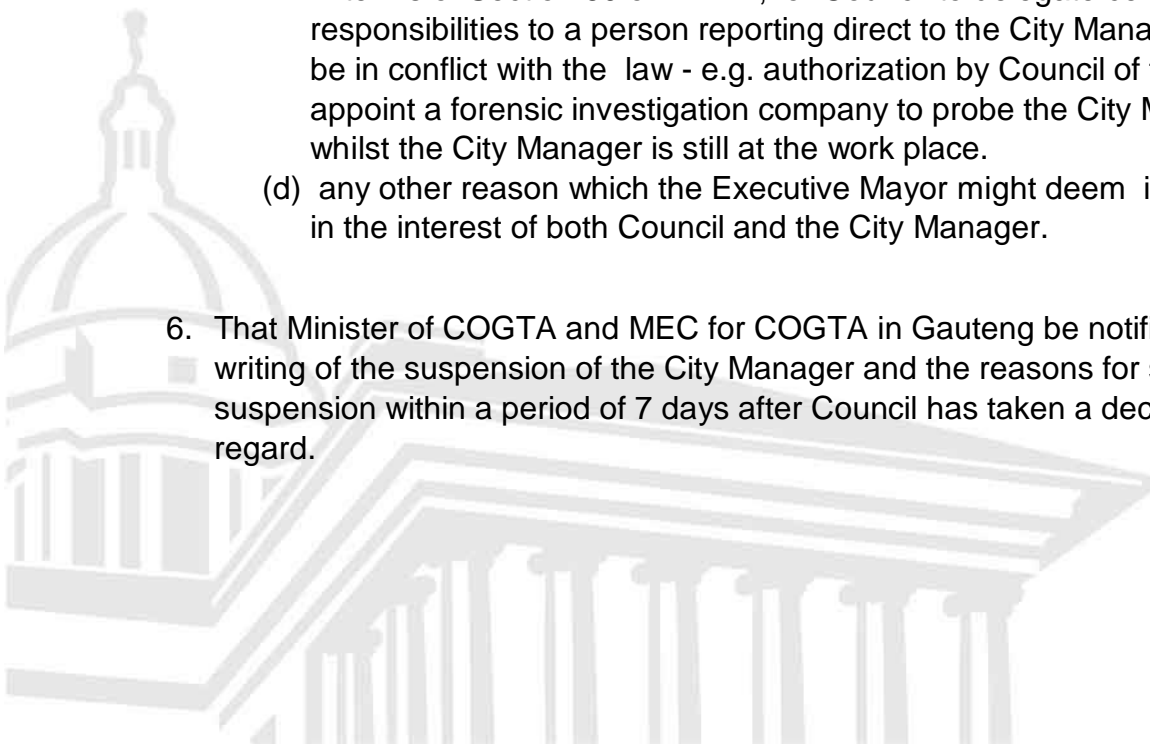 responsibilities to a person reporting direct to the City
be in conflict with the law - e.g. authorization by Council of
appoint a forensic investigation company to probe the City
whilst the City Manager is still at the work place.
(d) any other reason which the Executive Mayor might deem
in the interest of both Council and the City Manager.
6. That Minister of COGTA and MEC for COGTA in Gauteng be
writing of the suspension of the City Manager and the reasons for
suspension within a period of 7 days after Council has taken a
regard.